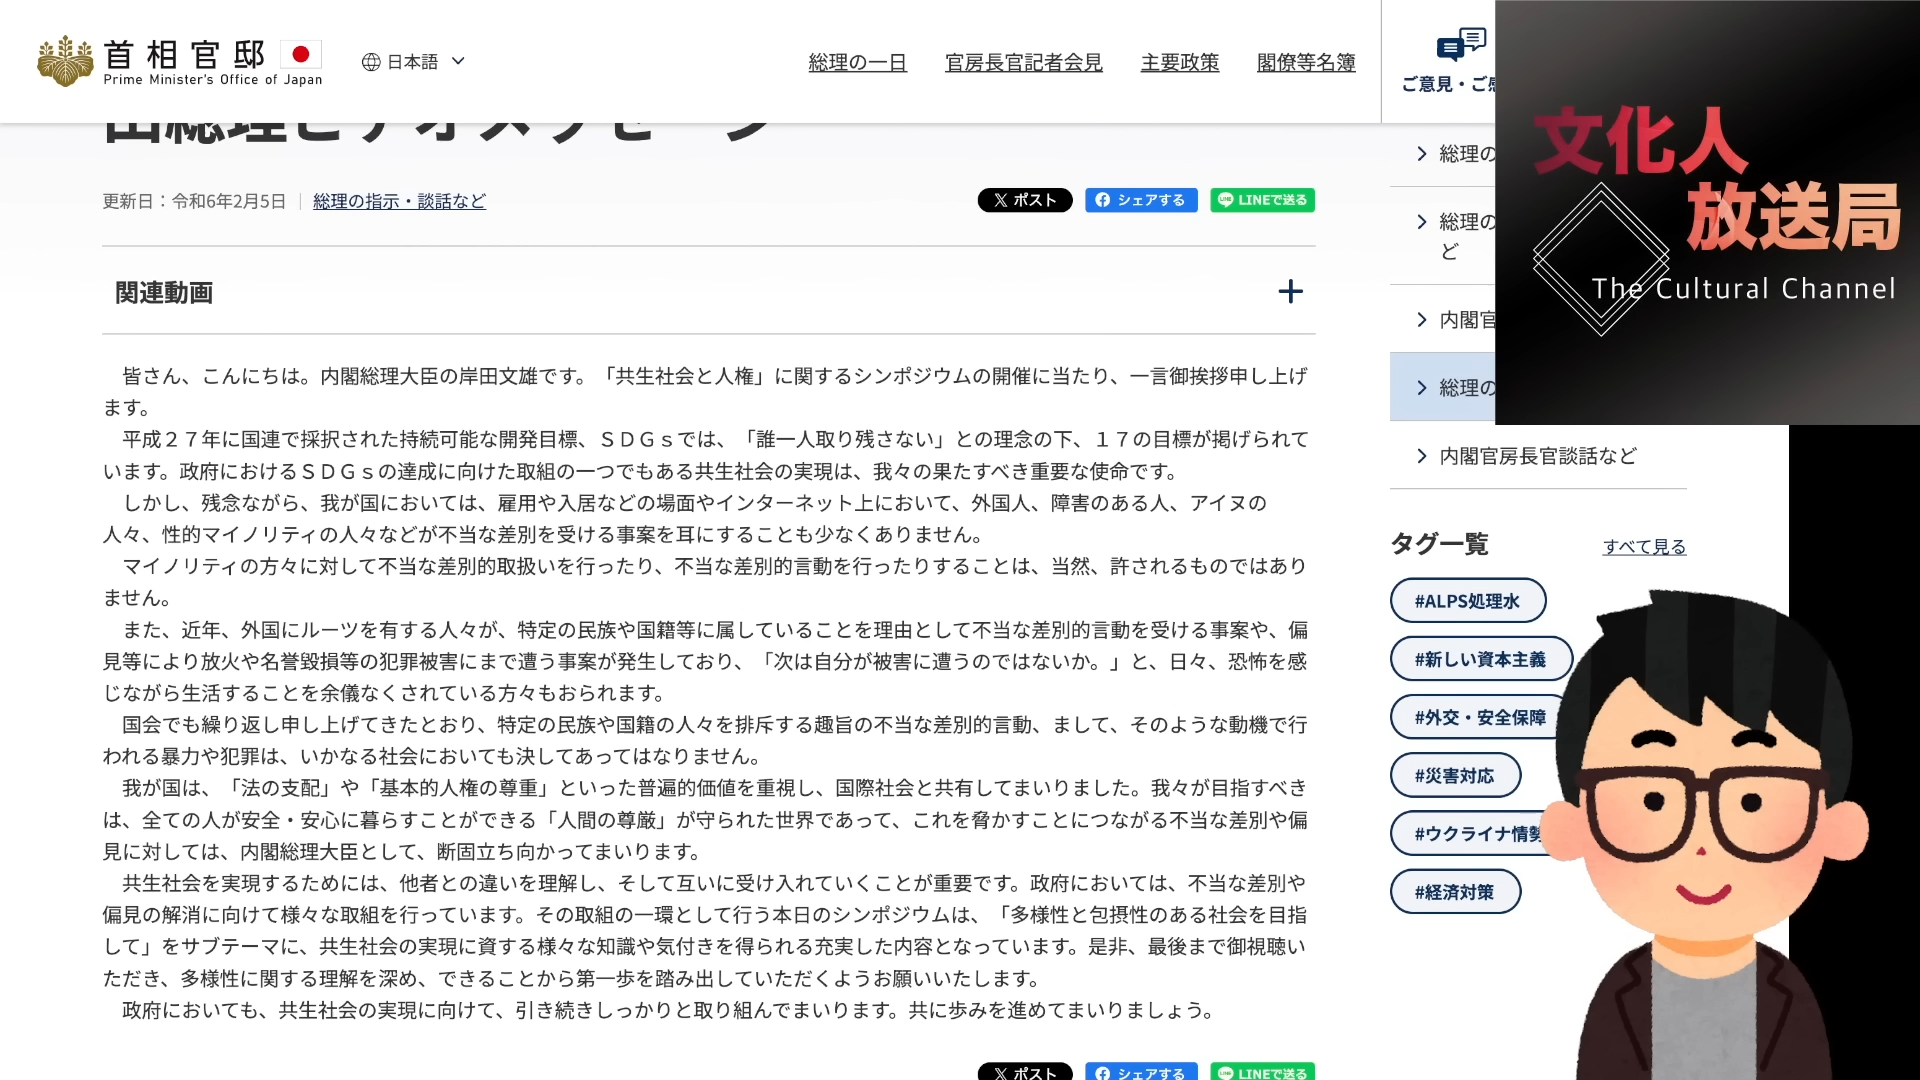 首相官邸
Prime Minister's Office of Japan
日本語
総理の一日
官房長官記者会見
主要政策
閣僚等名簿
ご意見・ご感
更新日：令和6年2月5日
総理の指示・談話など
ポスト
シェアする
LINEで送る
関連動画
皆さん、こんにちは。内閣総理大臣の岸田文雄です。「共生社会と人権」に関するシンポジウムの開催に当たり、一言御挨拶申し上げ
ます。
平成２７年に国連で採択された持続可能な開発目標、ＳＤＧｓでは、「誰一人取り残さない」との理念の下、１７の目標が掲げられて
います。政府におけるＳＤＧｓの達成に向けた取組の一つでもある共生社会の実現は、我々の果たすべき重要な使命です。
しかし、残念ながら、我が国においては、雇用や入居などの場面やインターネット上において、外国人、障害のある人、アイヌの
人々、性的マイノリティの人々などが不当な差別を受ける事案を耳にすることも少なくありません。
マイノリティの方々に対して不当な差別的取扱いを行ったり、不当な差別的言動を行ったりすることは、当然、許されるものではあり
ません。
また、近年、外国にルーツを有する人々が、特定の民族や国籍等に属していることを理由として不当な差別的言動を受ける事案や、偏
見等により放火や名誉毀損等の犯罪被害にまで遭う事案が発生しており、「次は自分が被害に遭うのではないか。」と、日々、恐怖を感
じながら生活することを余儀なくされている方々もおられます。
国会でも繰り返し申し上げてきたとおり、特定の民族や国籍の人々を排斥する趣旨の不当な差別的言動、まして、そのような動機で行
われる暴力や犯罪は、いかなる社会においても決してあってはなりません。
我が国は、「法の支配」や「基本的人権の尊重」といった普遍的価値を重視し、国際社会と共有してまいりました。我々が目指すべき
は、全ての人が安全・安心に暮らすことができる「人間の尊厳」が守られた世界であって、これを脅かすことにつながる不当な差別や偏
見に対しては、内閣総理大臣として、断固立ち向かってまいります。
共生社会を実現するためには、他者との違いを理解し、そして互いに受け入れていくことが重要です。政府においては、不当な差別や
偏見の解消に向けて様々な取組を行っています。その取組の一環として行う本日のシンポジウムは、「多様性と包摂性のある社会を目指
して」をサブテーマに、共生社会の実現に資する様々な知識や気付きを得られる充実した内容となっています。是非、最後まで御視聴い
ただき、多様性に関する理解を深め、できることから第一歩を踏み出していただくようお願いいたします。
政府においても、共生社会の実現に向けて、引き続きしっかりと取り組んでまいります。共に歩みを進めてまいりましょう。
ポスト
シェアする
LINEで送る
総理の
総理の
ど
内閣官
総理の
内閣官房長官談話など
タグ一覧
すべて見る
#ALPS処理水
#新しい資本主義
#外交・安全保障
#災害対応
#ウクライナ情勢
#経済対策
文化人
放送局
The Cultural Channel